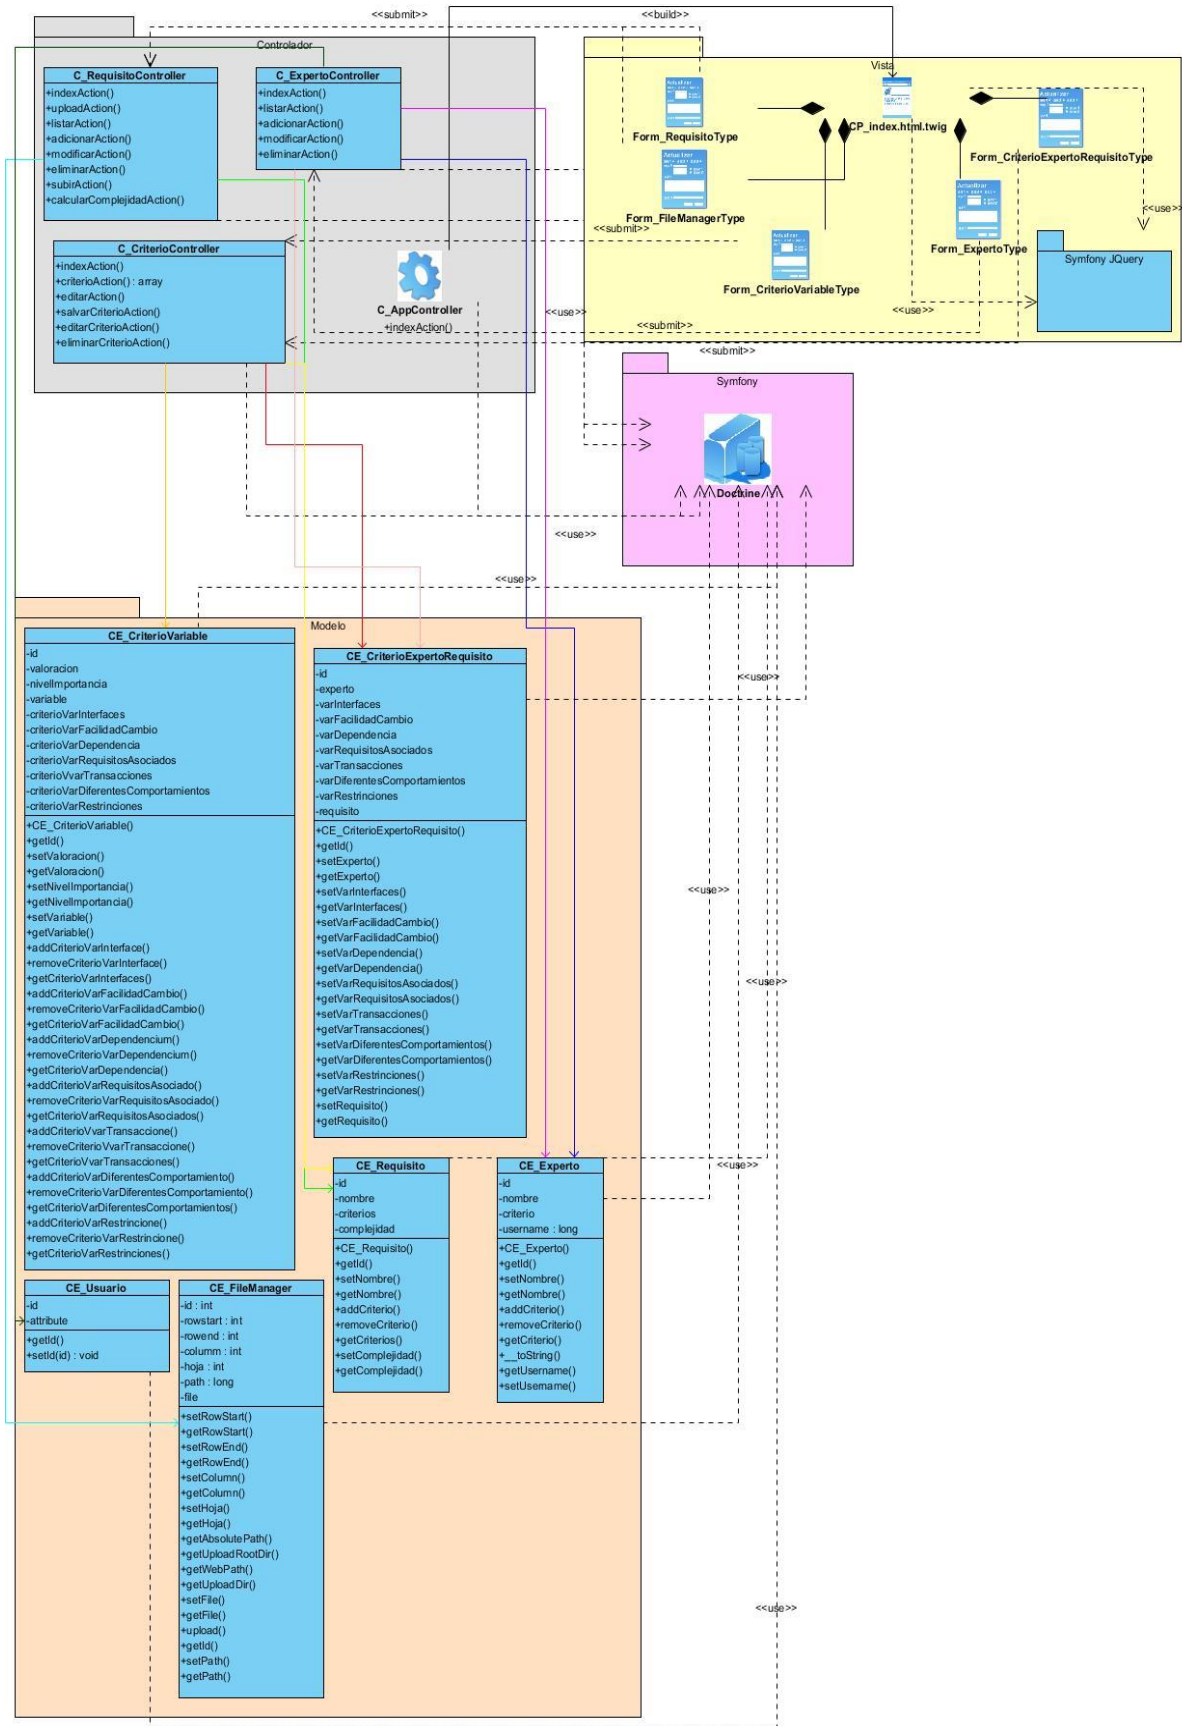 <<submit>>
<<build>>
Controlador
C_RequisitoController
+indexAction()
+uploadAction()
+listarAction()
+adicionarAction()
+modificarAction()
+eliminarAction()
+subirAction()
+calcularComplejidadAction()
C_ExpertoController
+indexAction()
+listarAction()
+adicionarAction()
+modificarAction()
+eliminarAction()
C_CriterioController
+indexAction()
+criterioAction() : array
+editarAction()
+salvarCriterioAction()
+editarCriterioAction()
+eliminarCriterioAction()
C_AppController
+indexAction()
Vista
Form_RequisitoType
CP_index.html.twig
Form_CriterioExpertoRequisitoType
Form_FileManagerType
<<use>>
<<submit>>
Form_ExpertoType
Symfony JQuery
Form_CriterioVariableType
<<use>>
<<use>>
<<submit>>
<<submit>>
Symfony
Doctrine
<<use>>
<<use>>
Modelo
CE_CriterioVariable
-id
-valoracion
-nivelImportancia
-variable
-criterioVarInterfaces
-criterioVarFacilidadCambio
-criterioVarDependencia
-criterioVarRequisitosAsociados
-criterioVvarTransacciones
-criterioVarDiferentesComportamientos
-criterioVarRestrinciones
+CE_CriterioVariable()
+getId()
+setValoracion()
+getValoracion()
+setNivelImportancia()
+getNivelImportancia()
+setVariable()
+getVariable()
+addCriterioVarInterface()
+removeCriterioVarInterface()
+getCriterioVarInterfaces()
+addCriterioVarFacilidadCambio()
+removeCriterioVarFacilidadCambio()
+getCriterioVarFacilidadCambio()
+addCriterioVarDependencium()
+removeCriterioVarDependencium()
+getCriterioVarDependencia()
+addCriterioVarRequisitosAsociado()
+removeCriterioVarRequisitosAsociado()
+getCriterioVarRequisitosAsociados()
+addCriterioVvarTransaccione()
+removeCriterioVvarTransaccione()
+getCriterioVvarTransacciones()
+addCriterioVarDiferentesComportamiento()
+removeCriterioVarDiferentesComportamiento()
+getCriterioVarDiferentesComportamientos()
+addCriterioVarRestrincione()
+removeCriterioVarRestrincione()
+getCriterioVarRestrinciones()
CE_CriterioExpertoRequisito
-id
-experto
-varInterfaces
-varFacilidadCambio
-varDependencia
-varRequisitosAsociados
-varTransacciones
-varDiferentesComportamientos
-varRestrinciones
-requisito
+CE_CriterioExpertoRequisito()
+getId()
+setExperto()
+getExperto()
+setVarInterfaces()
+getVarInterfaces()
+setVarFacilidadCambio()
+getVarFacilidadCambio()
+setVarDependencia()
+getVarDependencia()
+setVarRequisitosAsociados()
+getVarRequisitosAsociados()
+setVarTransacciones()
+getVarTransacciones()
+setVarDiferentesComportamientos()
+getVarDiferentesComportamientos()
+setVarRestrinciones()
+getVarRestrinciones()
+setRequisito()
+getRequisito()
<<use>>
<<use>>
<<use>>
<<use>>
CE_Requisito
-id
-nombre
-criterios
-complejidad
+CE_Requisito()
+getId()
+setNombre()
+getNombre()
+addCriterio()
+removeCriterio()
+getCriterios()
+setComplejidad()
+getComplejidad()
CE_Experto
-id
-nombre
-criterio
-username : long
+CE_Experto()
+getId()
+setNombre()
+getNombre()
+addCriterio()
+removeCriterio()
+getCriterio()
+__toString()
+getUsername()
+setUsername()
CE_Usuario
-id
-attribute
+getId()
+setId(id) : void
CE_FileManager
-id : int
-rowstart : int
-rowend : int
-columm : int
-hoja : int
-path : long
-file
+setRowStart()
+getRowStart()
+setRowEnd()
+getRowEnd()
+setColumn()
+getColumn()
+setHoja()
+getHoja()
+getAbsolutePath()
+getUploadRootDir()
+getWebPath()
+getUploadDir()
+setFile()
+getFile()
+upload()
+getId()
+setPath()
+getPath()
<<use>>